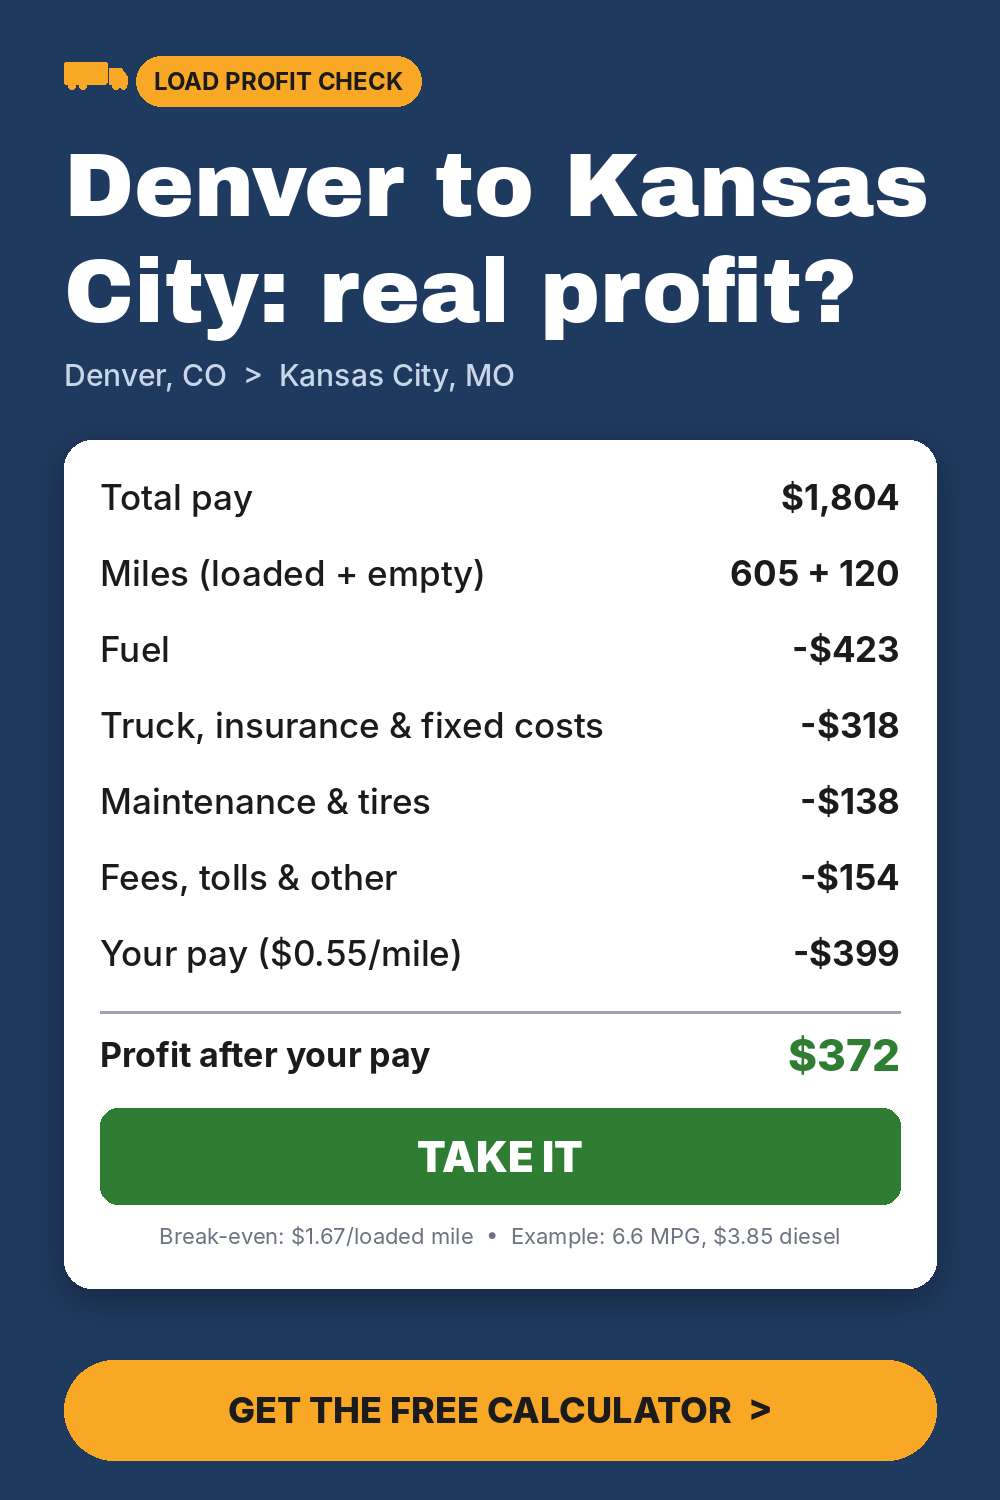 LOAD PROFIT CHECK
Denver to Kansas
City: real profit?
Denver, CO > Kansas City, MO
Total pay $1,804
Miles (loaded + empty) 605 + 120
Fuel -$423
Truck, insurance & fixed costs -$318
Maintenance & tires -$138
Fees, tolls & other -$154
Your pay ($0.55/mile) -$399
Profit after your pay $372
TAKE IT
Break-even: $1.67/loaded mile • Example: 6.6 MPG, $3.85 diesel
GET THE FREE CALCULATOR >